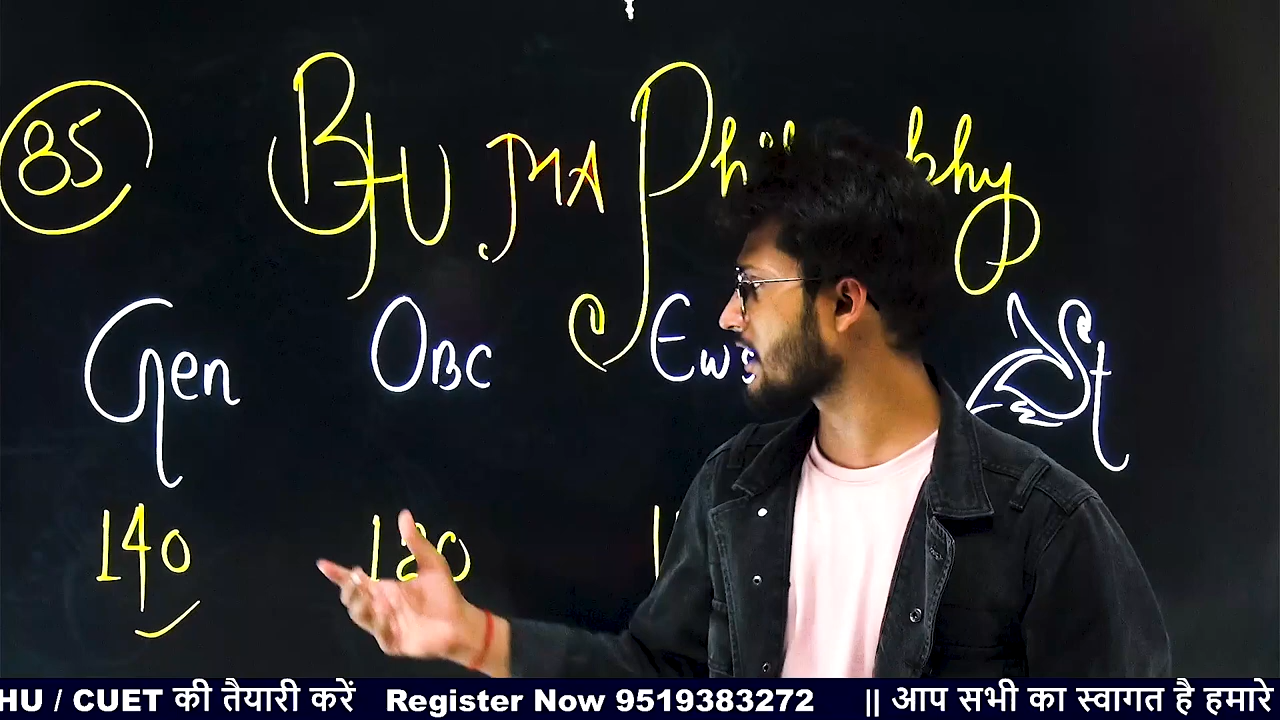 85 BHU MA
Gen OBC EWS St
140 120
HU / CUET की तैयारी करें Register Now 9519383272 || आप सभी का स्वागत है हमारे